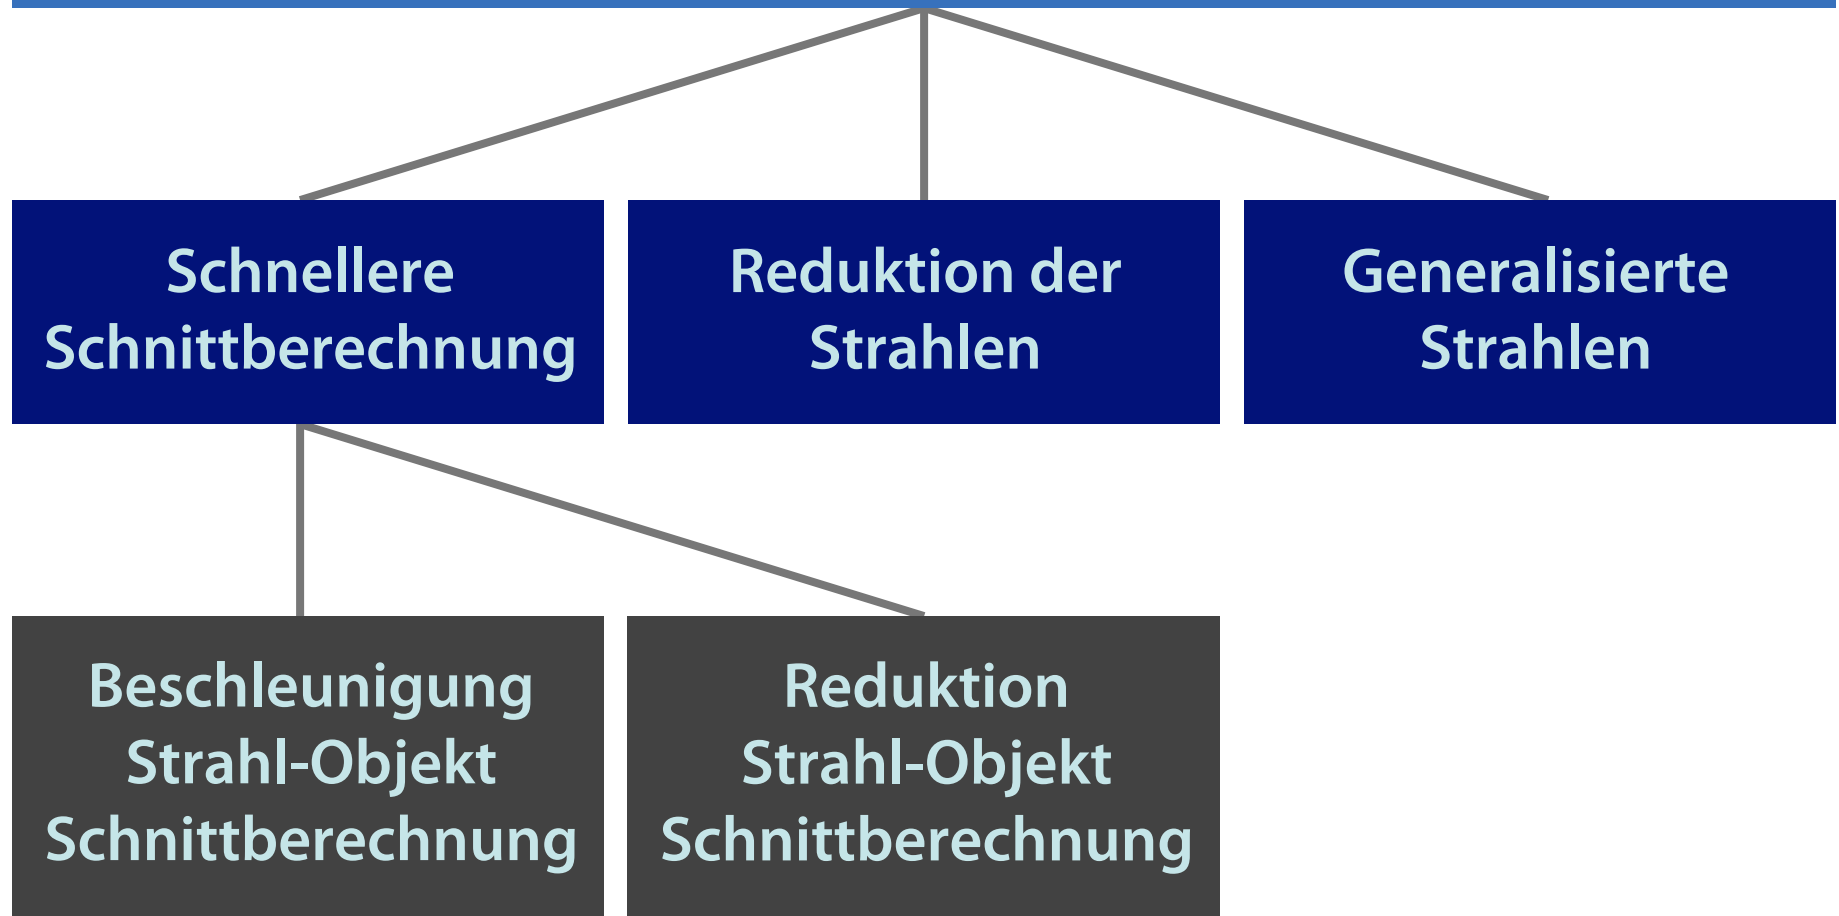 Schnellere
Schnittberechnung
Reduktion der
Strahlen
Generalisierte
Strahlen
Beschleunigung
Strahl-Objekt
Schnittberechnung
Reduktion
Strahl-Objekt
Schnittberechnung